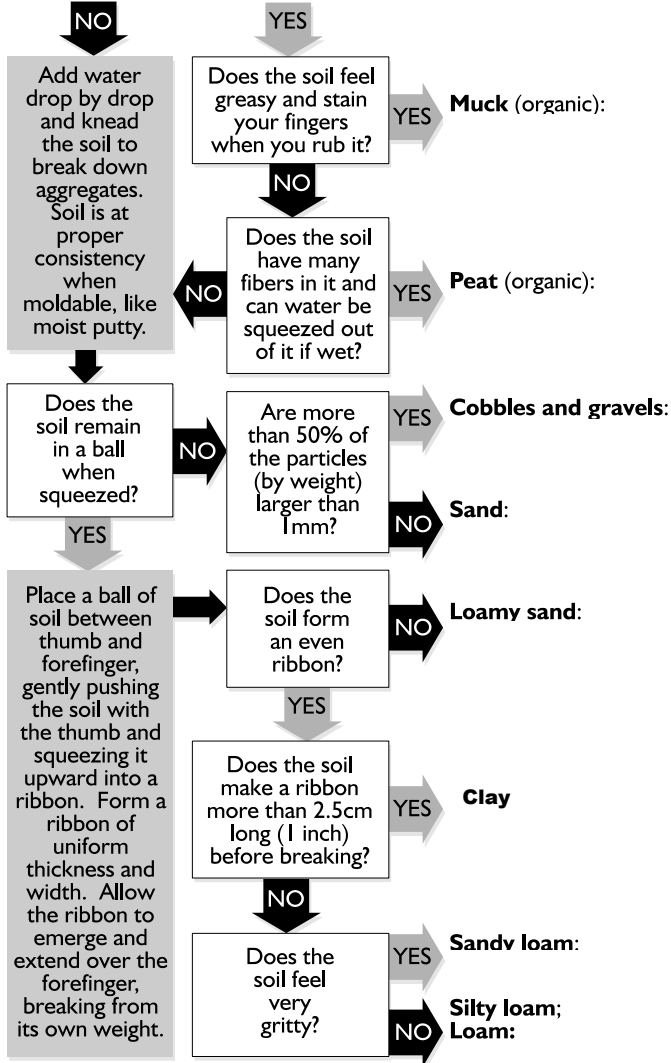 NO
YES
Add water
drop by drop
and knead
the soil to
break down
aggregates.
Soil is at
proper
consistency
when
moldable, like
moist putty.
Does the soil feel
greasy and stain
your fingers
when you rub it?
YES
Muck (organic):
NO
Does the soil
have many
fibers in it and
can water be
squeezed out
of it if wet?
NO
YES
Peat (organic):
Does the
soil remain
in a ball
when
squeezed?
NO
Are more
than 50% of
the particles
(by weight)
larger than
1mm?
YES
Cobbles and gravels:
NO
Sand:
YES
Place a ball of
soil between
thumb and
forefinger,
gently pushing
the soil with
the thumb and
squeezing it
upward into a
ribbon. Form a
ribbon of
uniform
thickness and
width. Allow
the ribbon to
emerge and
extend over the
forefinger,
breaking from
its own weight.
Does the
soil form
an even
ribbon?
NO
Loamy sand:
YES
Does the soil
make a ribbon
more than 2.5cm
long (1 inch)
before breaking?
YES
Clay
NO
Does the
soil feel
very
gritty?
YES
Sandy loam:
NO
Silty loam;
Loam: